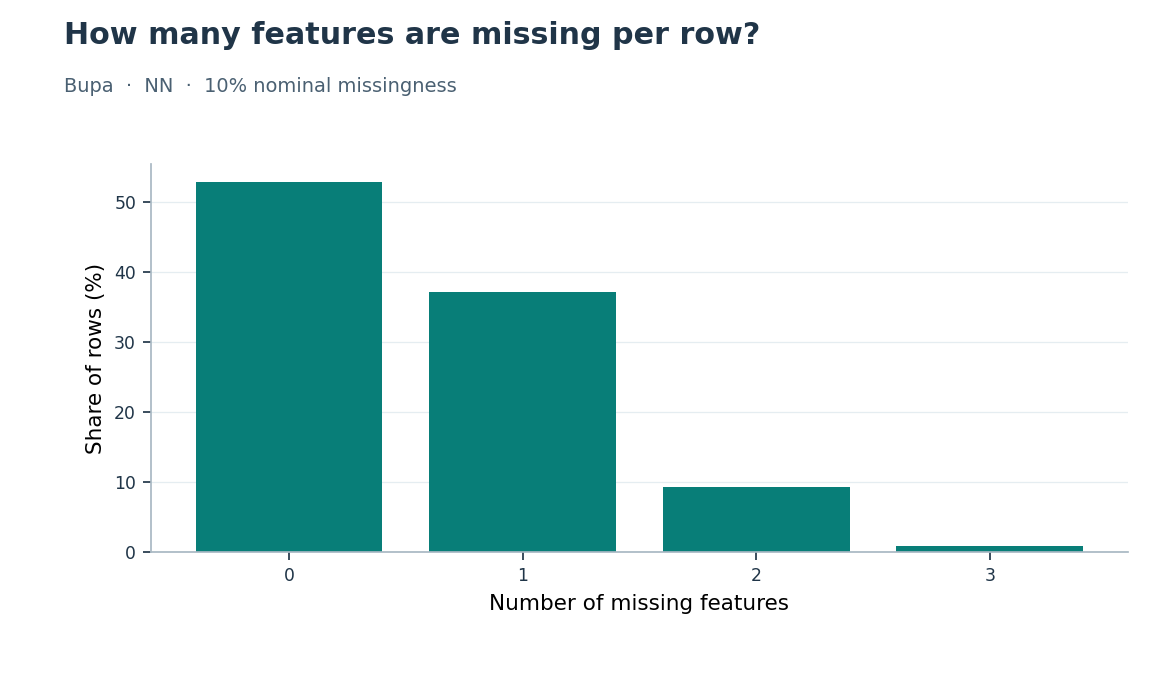 How many features are missing per row?
Bupa · NN · 10% nominal missingness
Share of rows (%)
50
40
30
20
10
0
0 1 2 3
Number of missing features